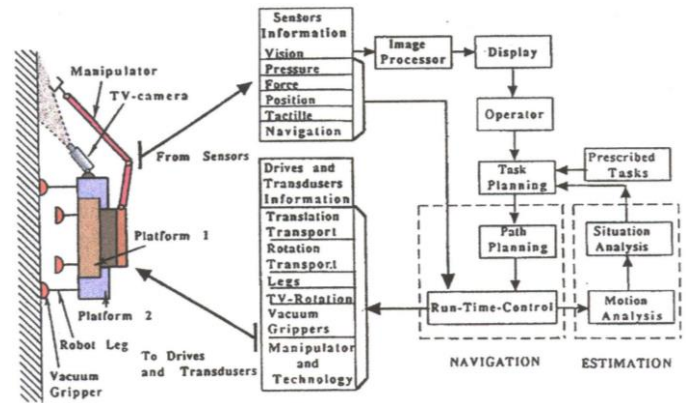 Manipulator
TV-camera
From Sensors
Platform 1
Platform 2
Robot Leg
Vacuum
Gripper
To Drives
and Transdusers
Sensors
Information
Vision
Pressure
Force
Position
Tactille
Navigation
Drives and
Transdusers
Information
Translation
Transport
Rotation
Transport
Legs
TV-Rotation
Vacuum
Grippers
Manipulator
and
Technology
Image
Processor
Display
Operator
Task
Planning
Prescribed
Tasks
Path
Planning
Situation
Analysis
Run-Time-Control
Motion
Analysis
NAVIGATION
ESTIMATION